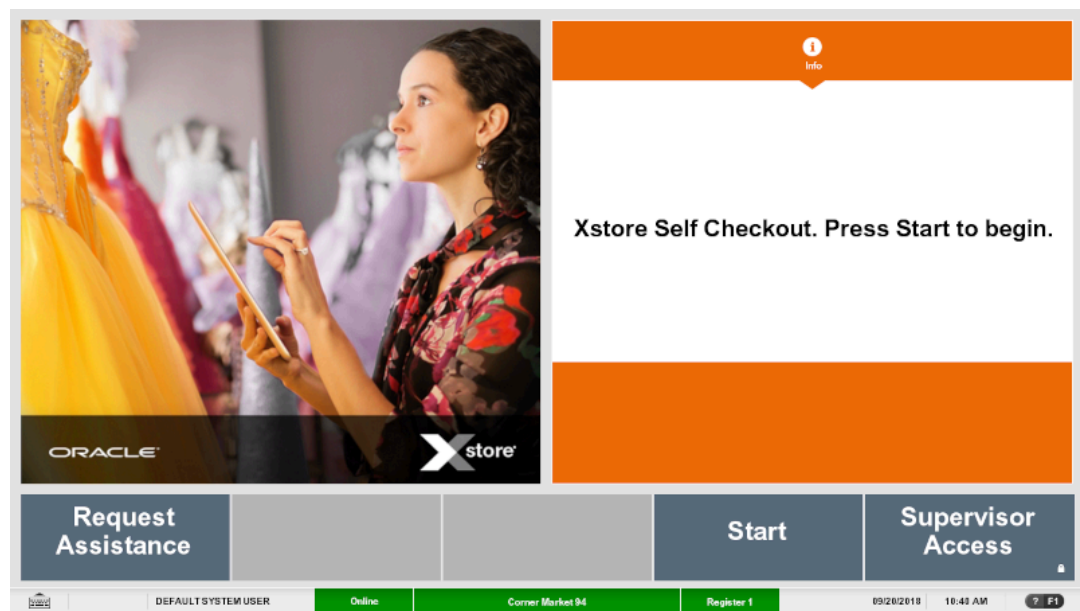 Info
Xstore Self Checkout. Press Start to begin.
ORACLE
Xstore
Request
Assistance
Start
Supervisor
Access
DEFAULT SYSTEM USER
Online
Corner Market 94
Register 1
09/20/2018
10:40 AM
? F1